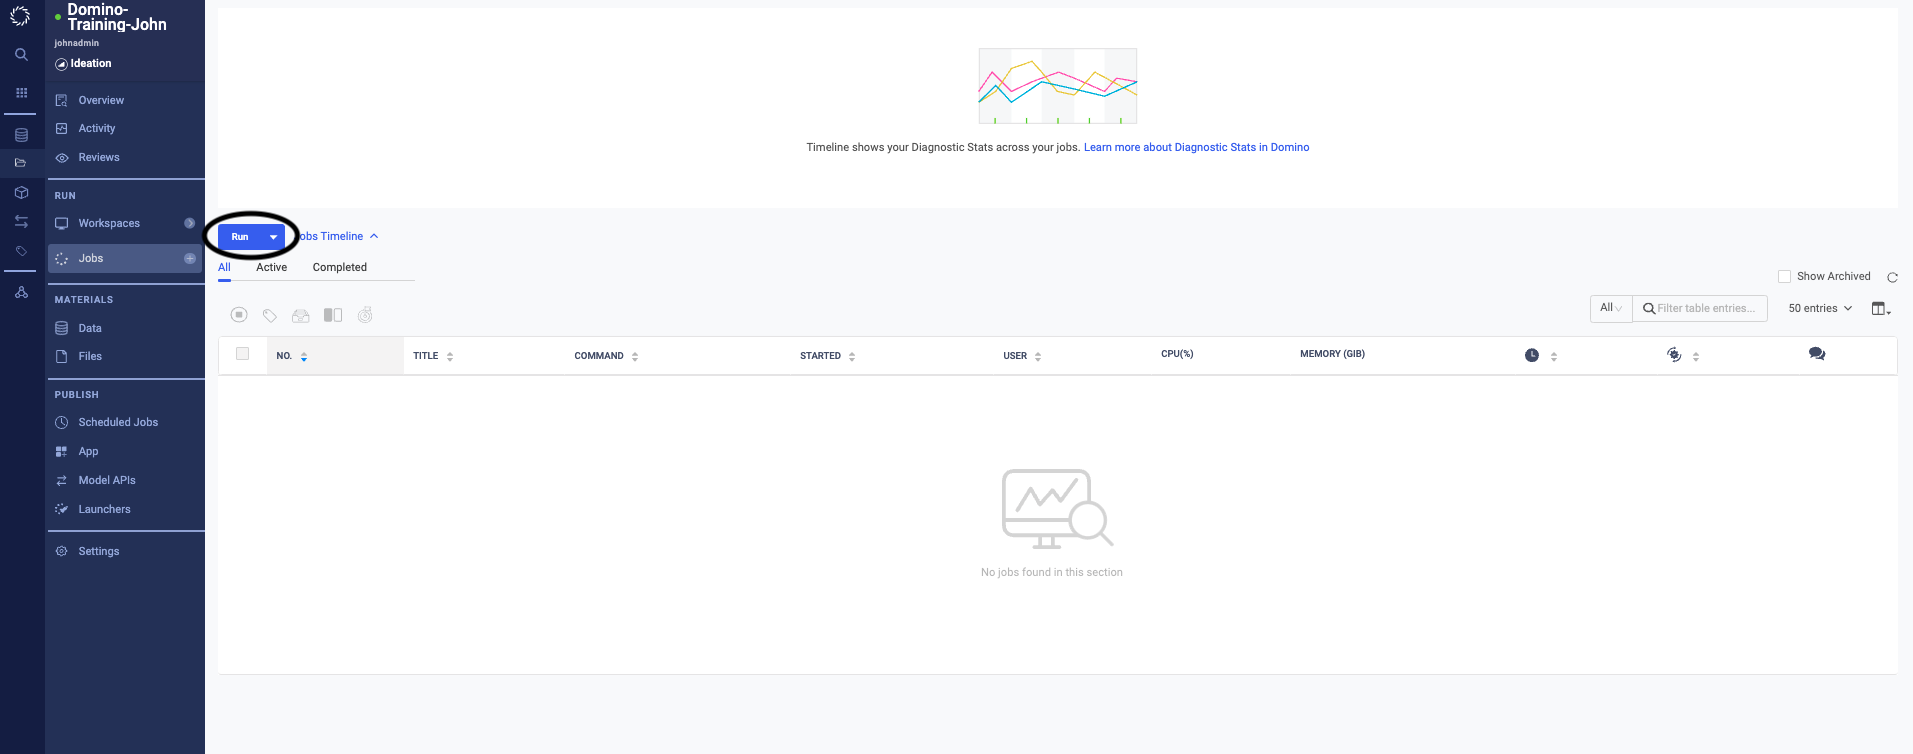 Domino-
Training-John
johnadmin
Ideation
Overview
Activity
Reviews
RUN
Workspaces
Jobs
MATERIALS
Data
Files
PUBLISH
Scheduled Jobs
App
Model APIs
Launchers
Settings
Timeline shows your Diagnostic Stats across your jobs. Learn more about Diagnostic Stats in Domino
Run obs Timeline
All Active Completed
Show Archived
All Filter table entries... 50 entries
NO. TITLE COMMAND STARTED USER CPU(%) MEMORY (GIB)
No jobs found in this section